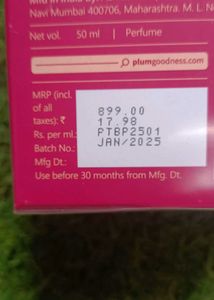 Navi Mumbai 400706, Maharashtra. M. L. N
Net vol. 50 ml | Perfume
plumgoodness.com
MRP (incl. of all taxes): ₹ 899.00
Rs. per ml.: 17.98
Batch No.: PTBP2501
Mfg Dt.: JAN/2025
Use before 30 months from Mfg. Dt.